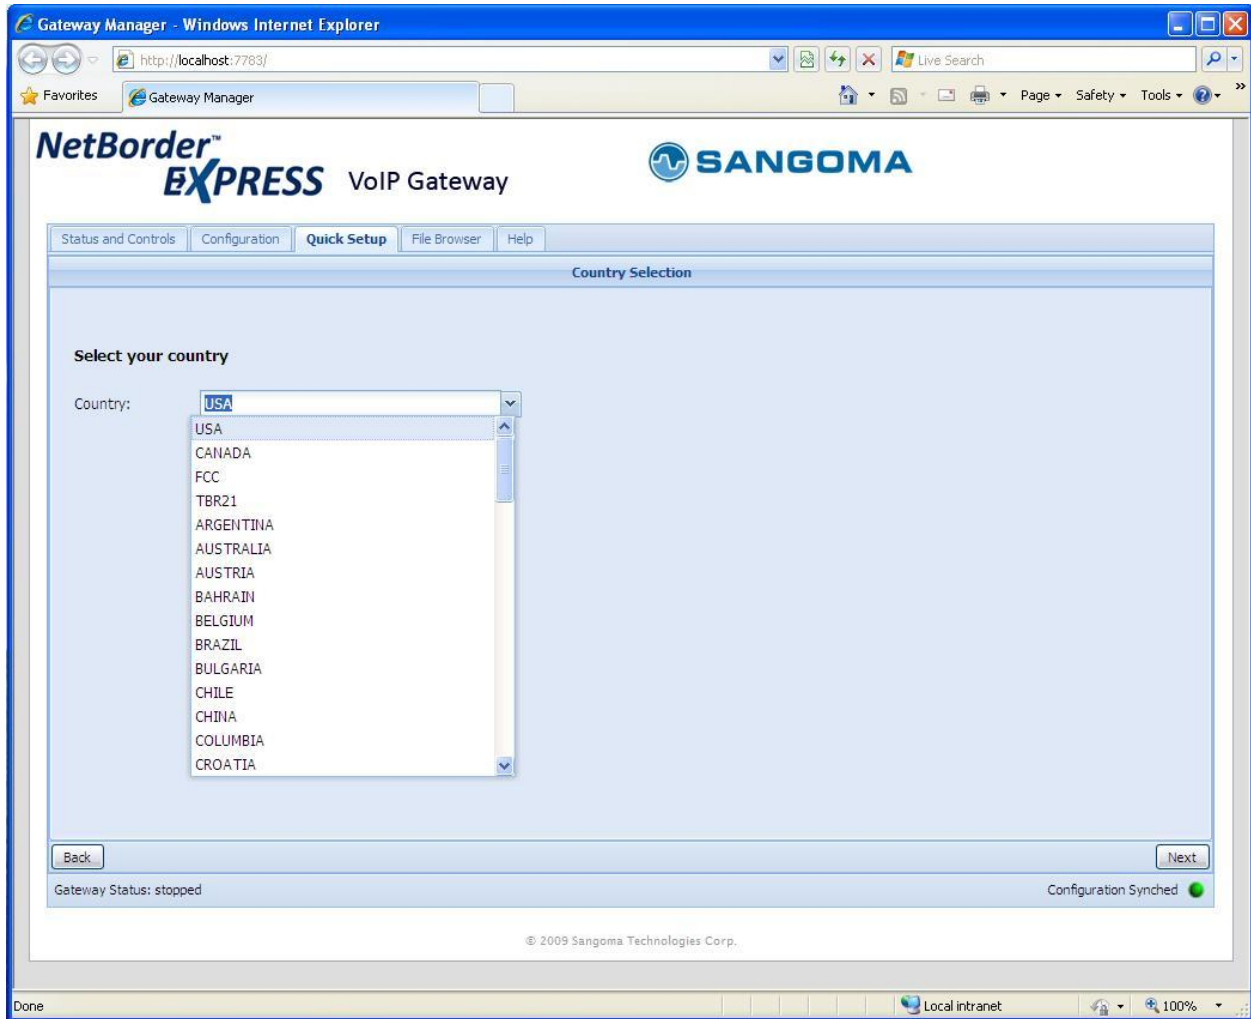 Gateway Manager - Windows Internet Explorer
http://localhost:7783/
Live Search
Favorites
Gateway Manager
Page
Safety
Tools
»
NetBorder™
EXPRESS VoIP Gateway
SANGOMA
Status and Controls
Configuration
Quick Setup
File Browser
Help
Country Selection
Select your country
Country:
USA
USA
CANADA
FCC
TBR21
ARGENTINA
AUSTRALIA
AUSTRIA
BAHRAIN
BELGIUM
BRAZIL
BULGARIA
CHILE
CHINA
COLUMBIA
CROATIA
Back
Next
Gateway Status: stopped
Configuration Synched
© 2009 Sangoma Technologies Corp.
Done
Local intranet
100%